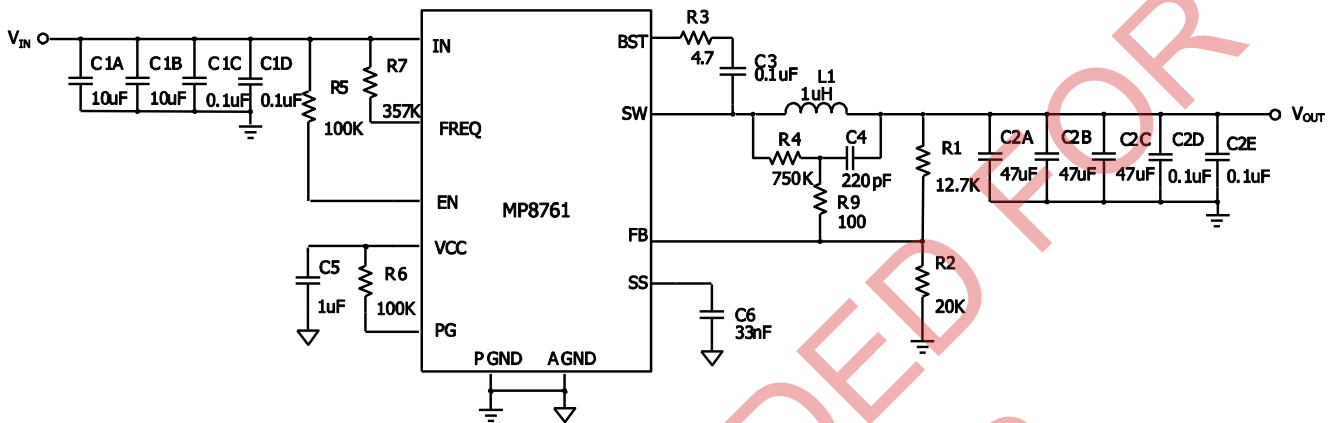 VIN
C1A
10uF
C1B
10uF
C1C
0.1uF
C1D
0.1uF
R5
100K
R7
357K
IN
FREQ
EN
VCC
PG
PGND
AGND
MP8761
BST
SW
FB
SS
C5
1uF
R6
100K
R3
4.7
C3
0.1uF
L1
1uH
R4
750K
C4
220pF
R9
100
R1
12.7K
R2
20K
C6
33nF
C2A
47uF
C2B
47uF
C2C
47uF
C2D
0.1uF
C2E
0.1uF
VOUT
DED FOR